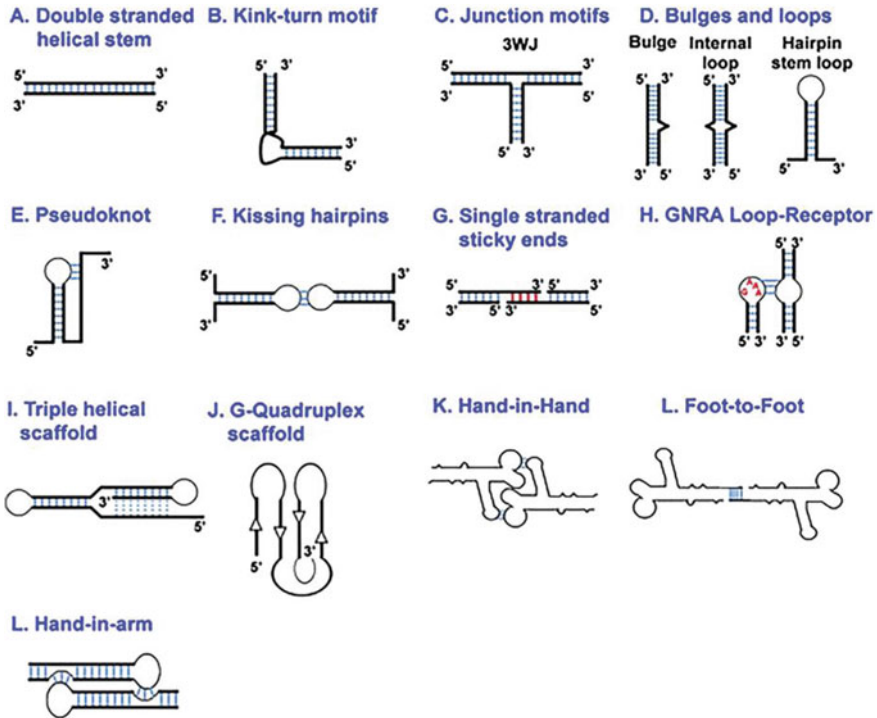 A. Double stranded
helical stem
5' 3'
3' 5'
B. Kink-turn motif
5' 3'
3'
5'
C. Junction motifs
3WJ
5' 3'
3' 5'
5' 3'
D. Bulges and loops
Bulge
5' 3'
3' 5'
Internal
loop
5' 3'
3' 5'
Hairpin
stem loop
5' 3'
E. Pseudoknot
3'
5'
F. Kissing hairpins
5' 3'
3' 5'
G. Single stranded
sticky ends
5' 3' 5' 3'
3' 3' 5'
H. GNRA Loop-Receptor
5' 3'
G A A A
5' 3' 3' 5'
I. Triple helical
scaffold
3'
5'
J. G-Quadruplex
scaffold
3'
5'
K. Hand-in-Hand
L. Foot-to-Foot
L. Hand-in-arm